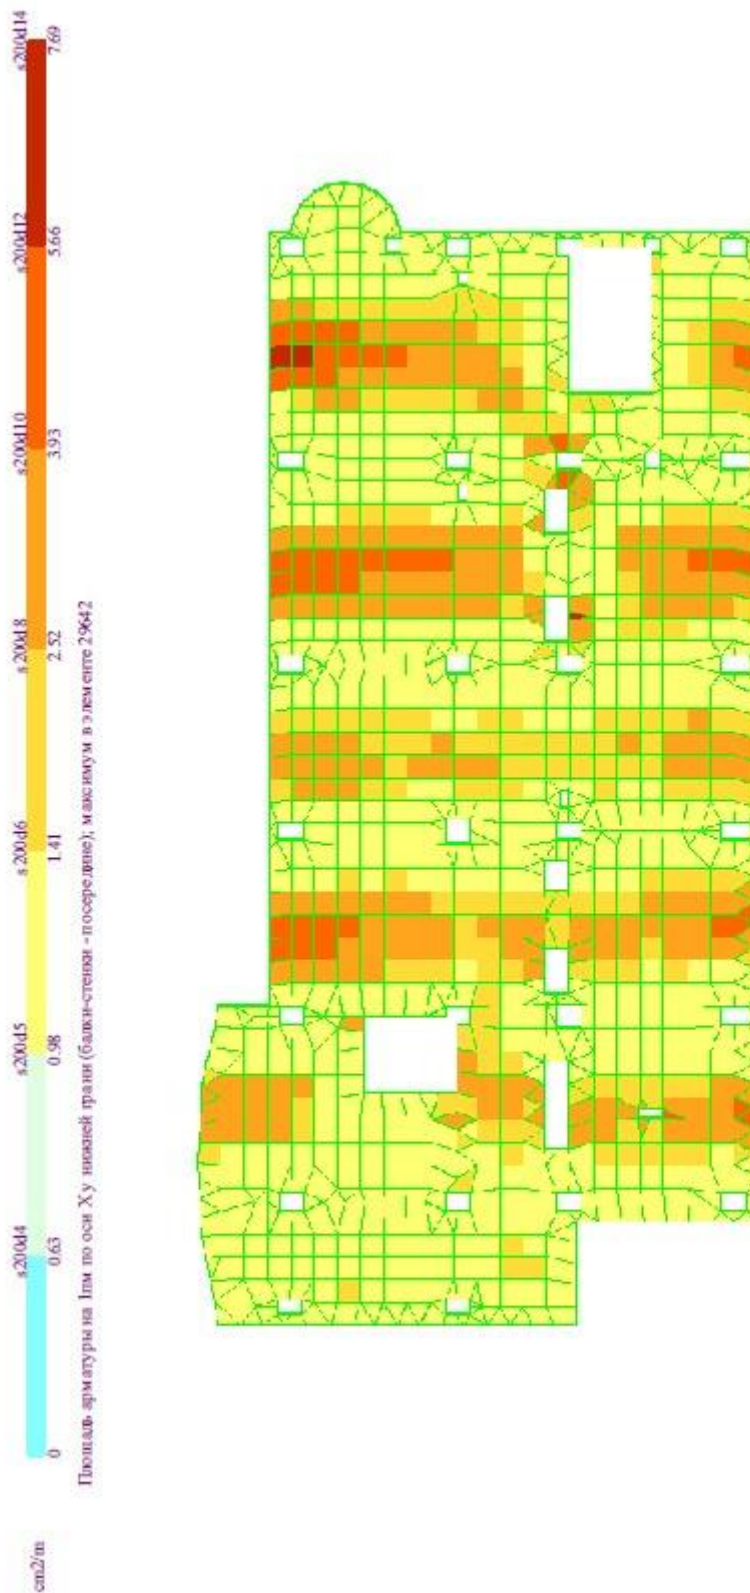 s200d4 s200d5 s200d6 s200d8 s200d10 s200d12 s200d14
cm2/m 0 0.63 0.98 1.41 2.52 3.93 5.66 7.69
Площадь арматуры на 1пм по оси X у нижней грани (балки-стенки - посередине); максимум в элементе 29642